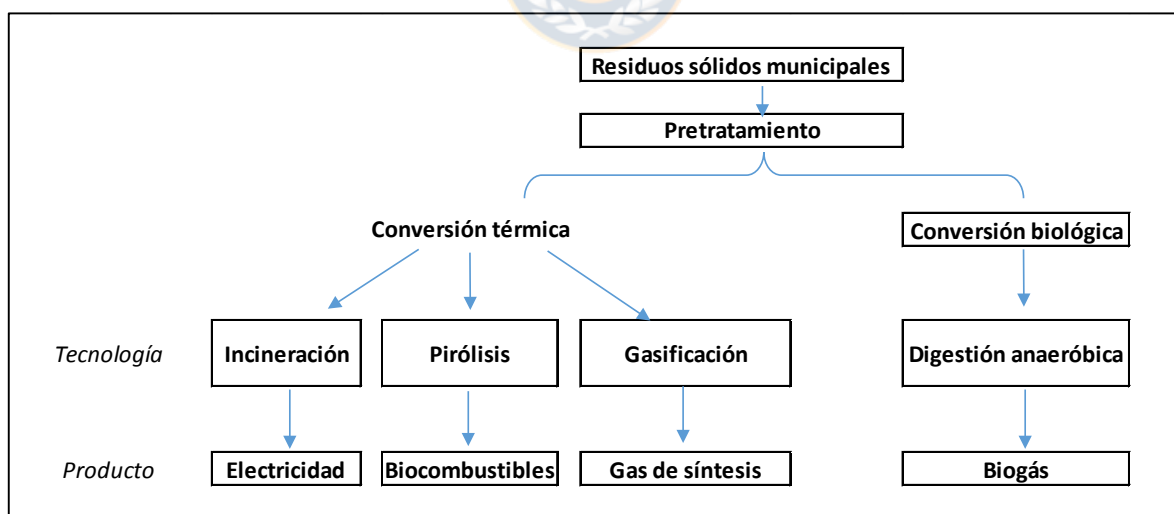 Residuos sólidos municipales
Pretratamiento
Conversión térmica
Conversión biológica
Tecnología
Incineración
Pirólisis
Gasificación
Digestión anaeróbica
Producto
Electricidad
Biocombustibles
Gas de síntesis
Biogás